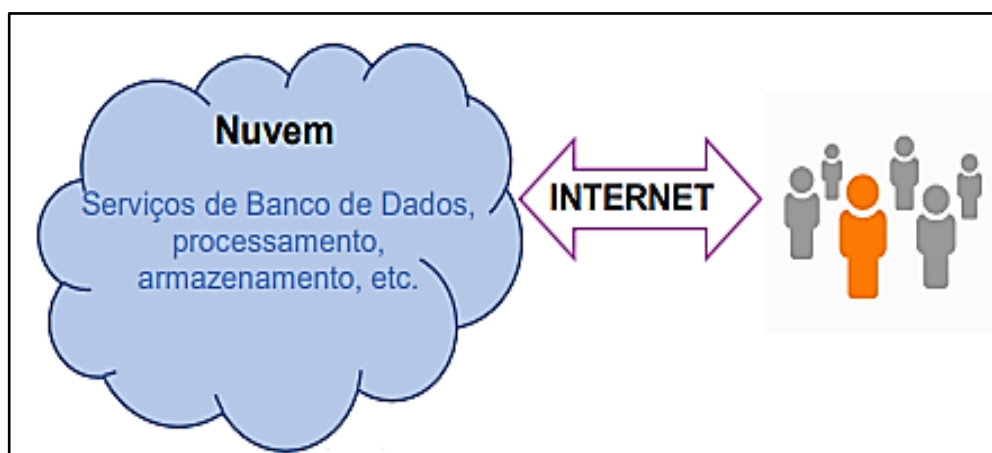 Nuvem
Serviços de Banco de Dados,
processamento,
armazenamento, etc.
INTERNET